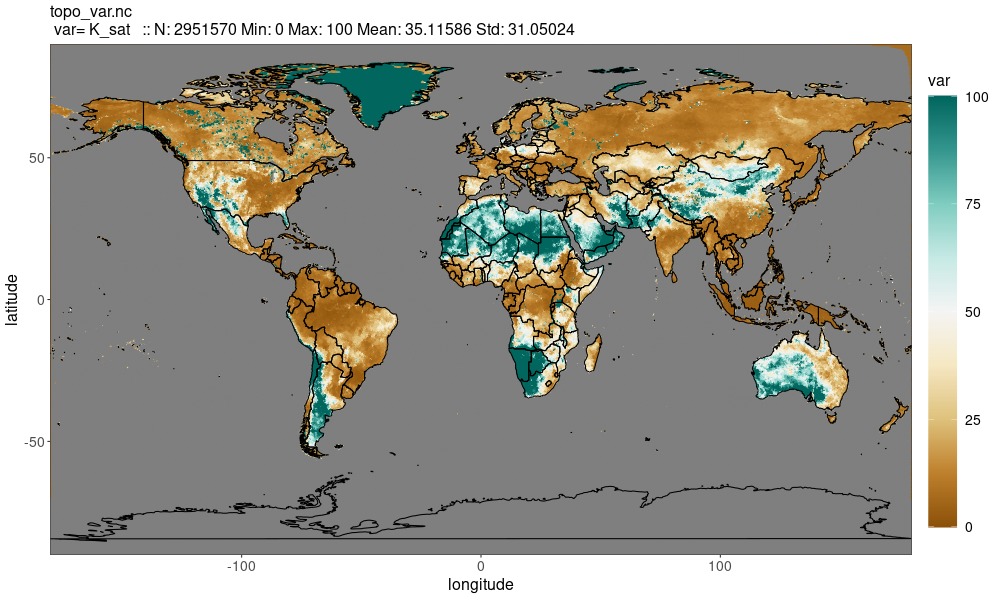 topo_var.nc
var= K_sat :: N: 2951570 Min: 0 Max: 100 Mean: 35.11586 Std: 31.05024
var
100
75
50
25
0
latitude
50
0
-50
-100
0
100
longitude